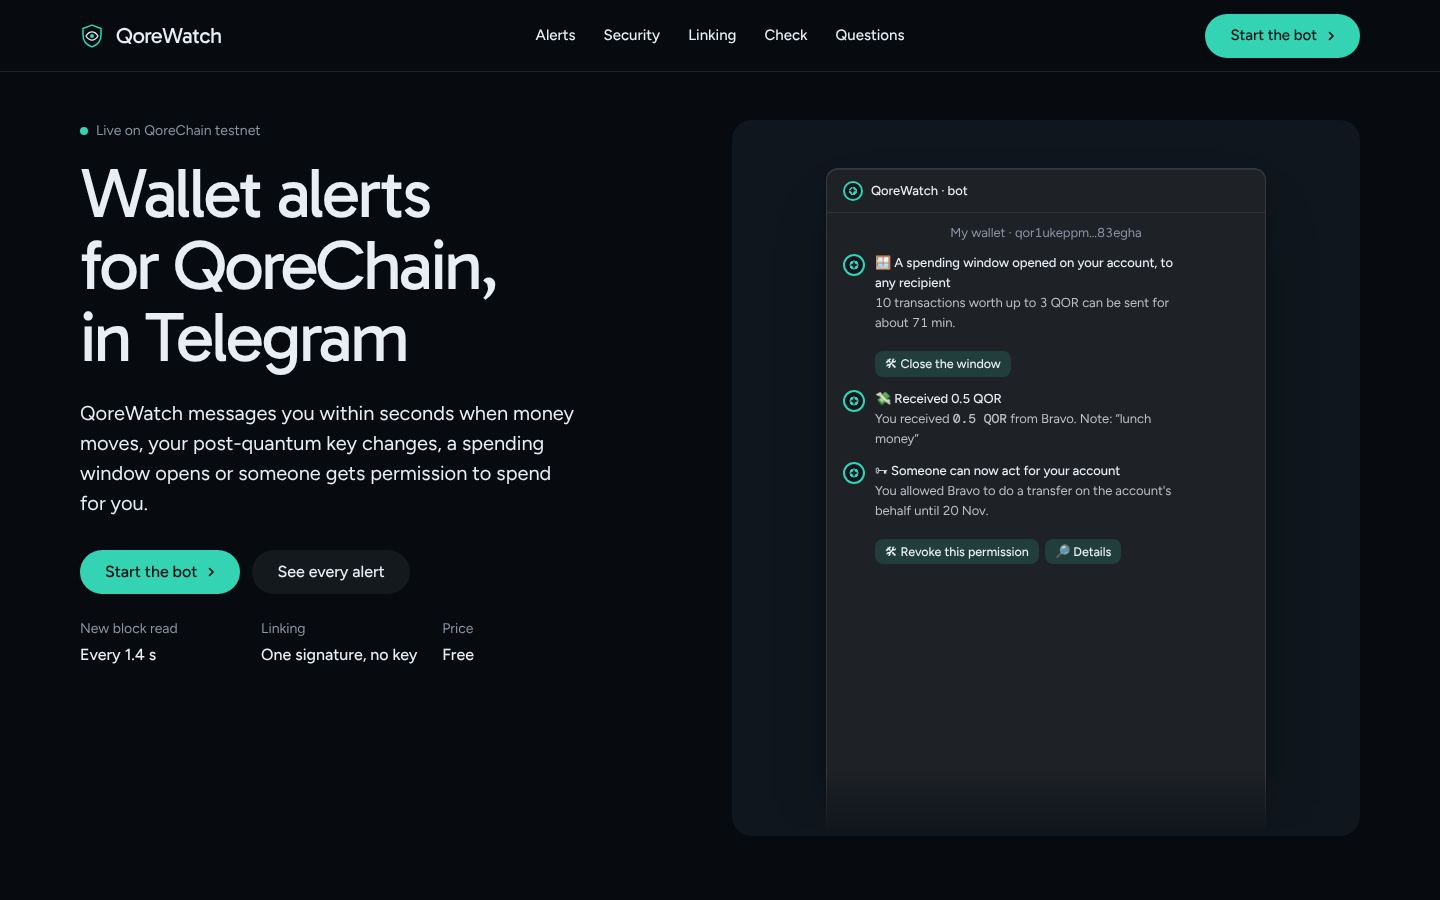 QoreWatch
Alerts
Security
Linking
Check
Questions
Start the bot
Live on QoreChain testnet
Wallet alerts
for QoreChain,
in Telegram
QoreWatch messages you within seconds when money
moves, your post-quantum key changes, a spending
window opens or someone gets permission to spend
for you.
Start the bot
See every alert
New block read
Every 1.4 s
Linking
One signature, no key
Price
Free
QoreWatch · bot
My wallet · qor1ukeppm…83egha
🪟 A spending window opened on your account, to
any recipient
10 transactions worth up to 3 QOR can be sent for
about 71 min.
🛠 Close the window
💸 Received 0.5 QOR
You received 0.5 QOR from Bravo. Note: “lunch
money”
🗝 Someone can now act for your account
You allowed Bravo to do a transfer on the account's
behalf until 20 Nov.
🛠 Revoke this permission
🔎 Details